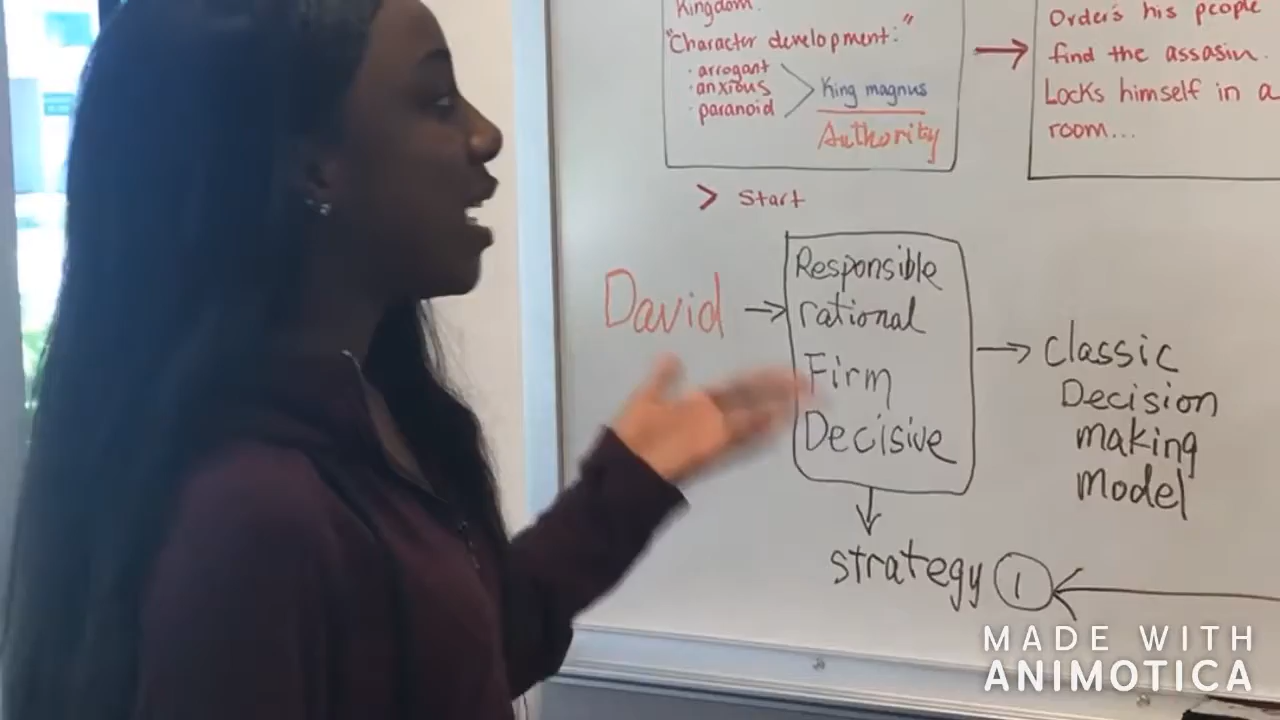 Kingdom.
"Character development:"
· arrogant
· anxious
· paranoid
King magnus
Authority
Orders his people
find the assasin.
Locks himself in a
room...
> Start
David
Responsible
rational
Firm
Decisive
Classic
Decision
making
model
strategy 1
MADE WITH
ANIMOTICA